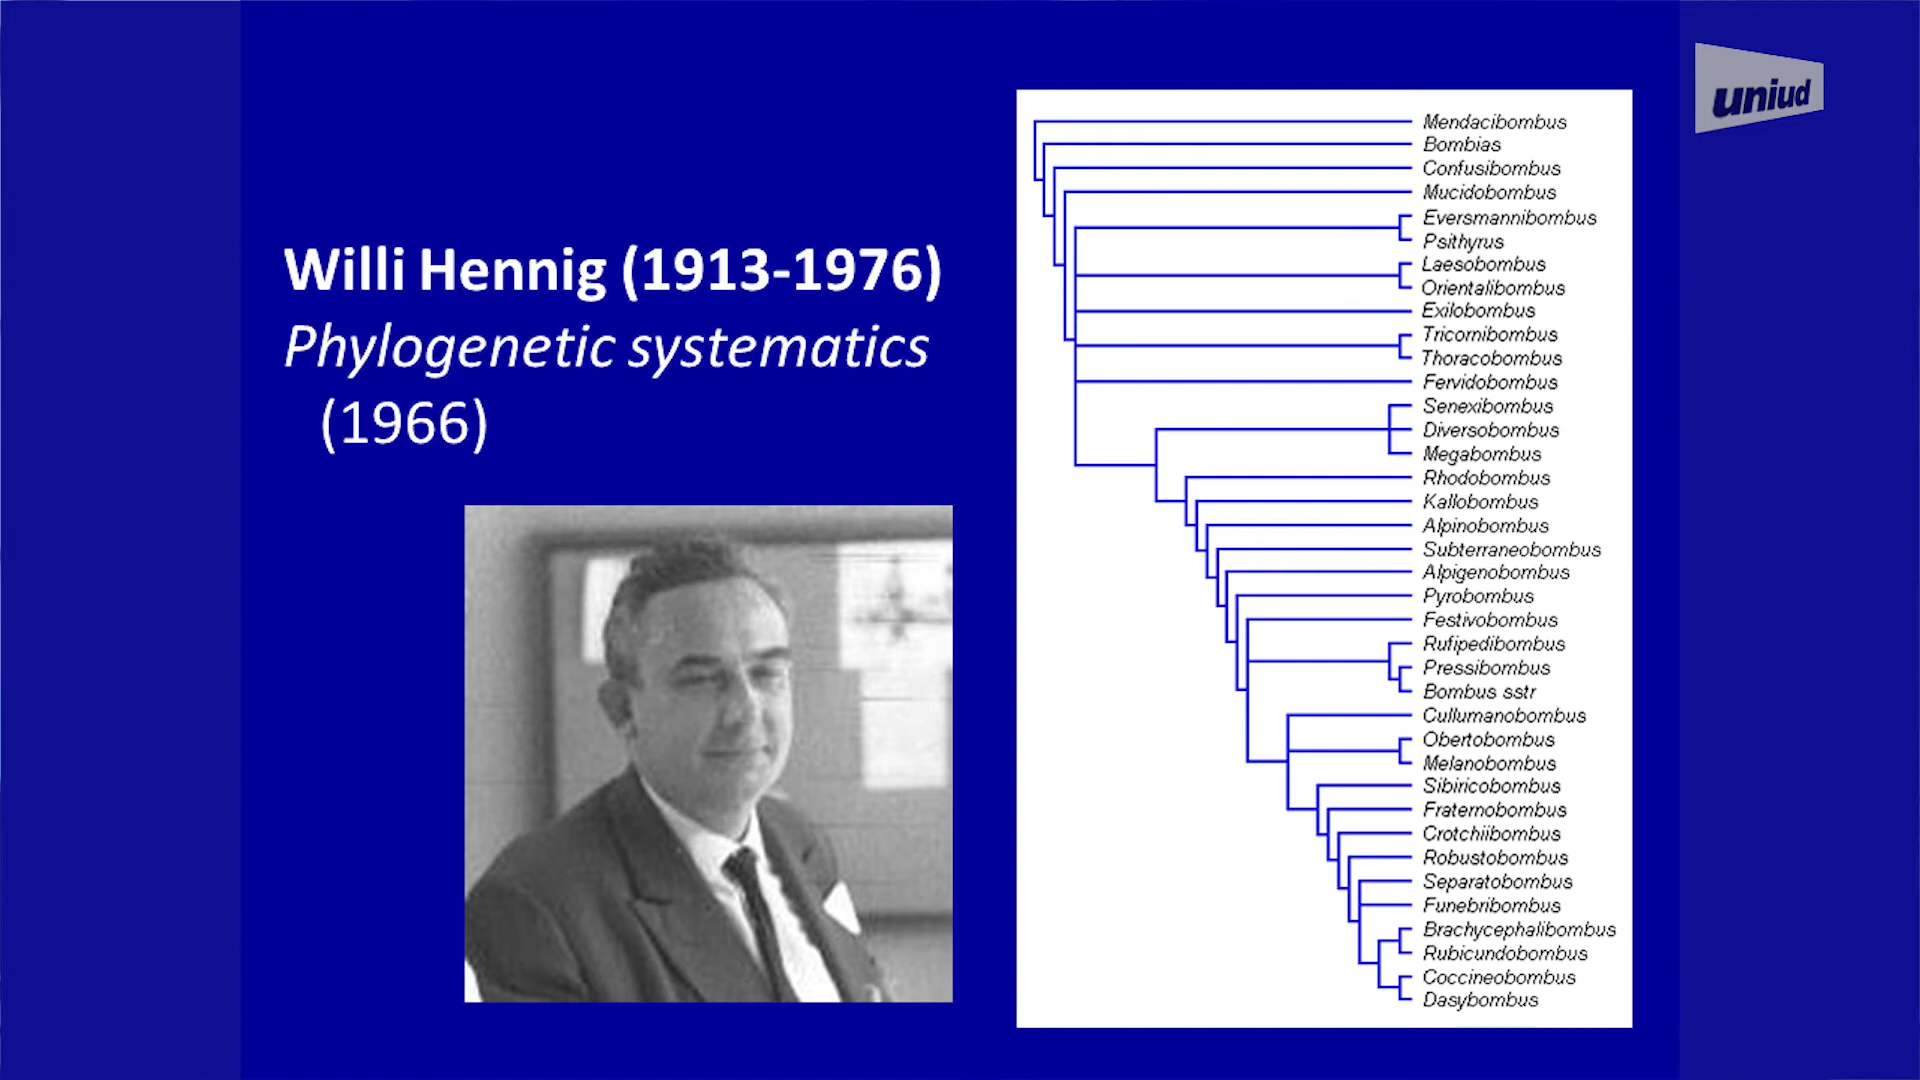 Willi Hennig (1913-1976)
Phylogenetic systematics
(1966)
uniud
Mendacibombus
Bombias
Confusibombus
Mucidobombus
Eversmannibombus
Psithyrus
Laesobombus
Orientalibombus
Exilobombus
Tricornibombus
Thoracobombus
Fervidobombus
Senexibombus
Diversobombus
Megabombus
Rhodobombus
Kallobombus
Alpinobombus
Subterraneobombus
Alpigenobombus
Pyrobombus
Festivobombus
Rufipedibombus
Pressibombus
Bombus sstr
Cullumanobombus
Obertobombus
Melanobombus
Sibiricobombus
Fraternobombus
Crotchiibombus
Robustobombus
Separatobombus
Funebribombus
Brachycephalibombus
Rubicundobombus
Coccineobombus
Dasybombus